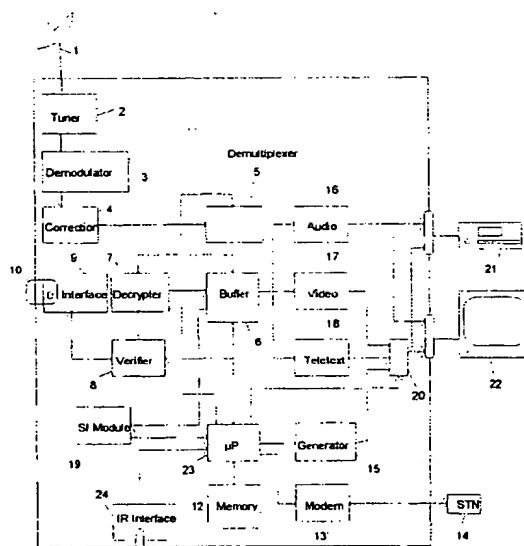 1
Tuner
2
Demodulator
3
Demultiplexer
5
16
4
Correction
Audio
9
7
17
10
Interface
Decrypter
Buffer
Video
21
18
6
Verifier
Teletext
8
20
22
SI Module
µP
Generator
19
23
15
24
12
Memory
Modem
STN
IR Interface
13
14